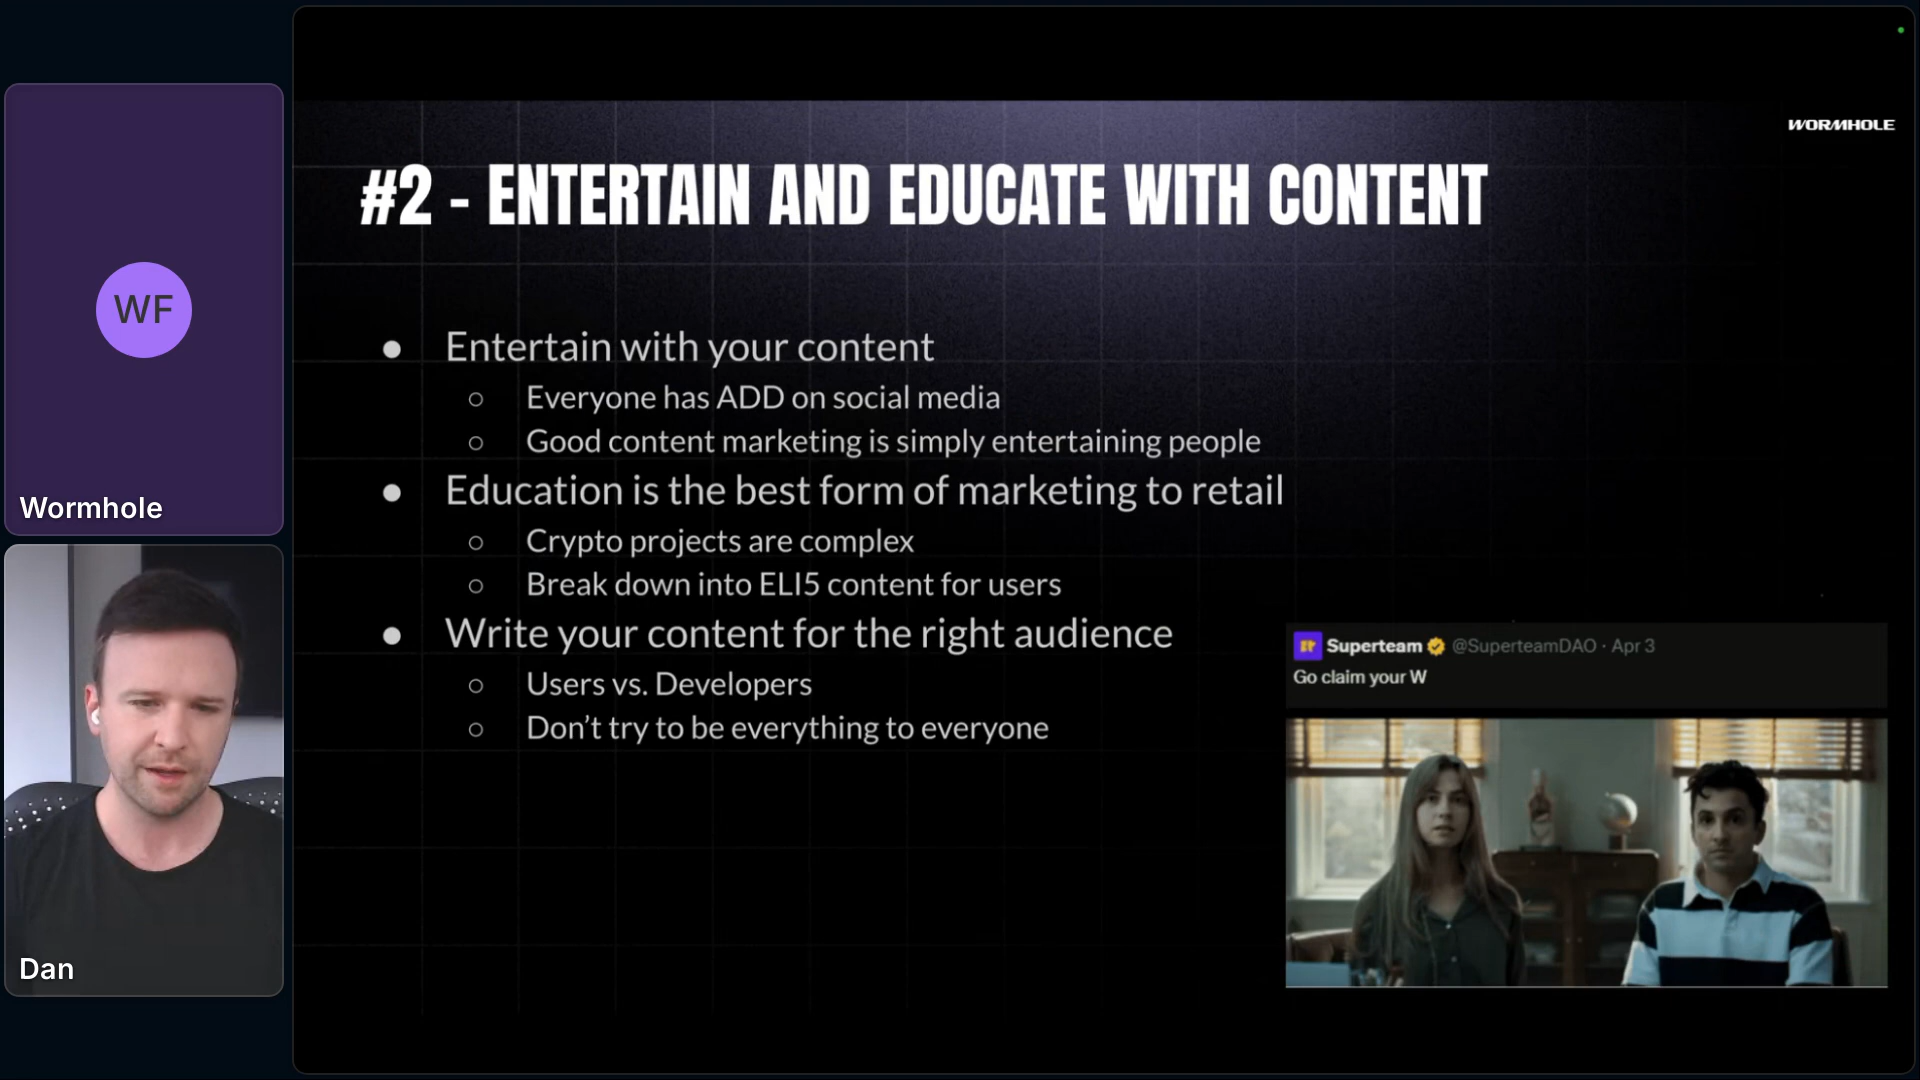 WF
Wormhole
Dan
WORMHOLE
#2 - ENTERTAIN AND EDUCATE WITH CONTENT
● Entertain with your content
○ Everyone has ADD on social media
○ Good content marketing is simply entertaining people
● Education is the best form of marketing to retail
○ Crypto projects are complex
○ Break down into ELI5 content for users
● Write your content for the right audience
○ Users vs. Developers
○ Don’t try to be everything to everyone
Superteam @SuperteamDAO · Apr 3
Go claim your W